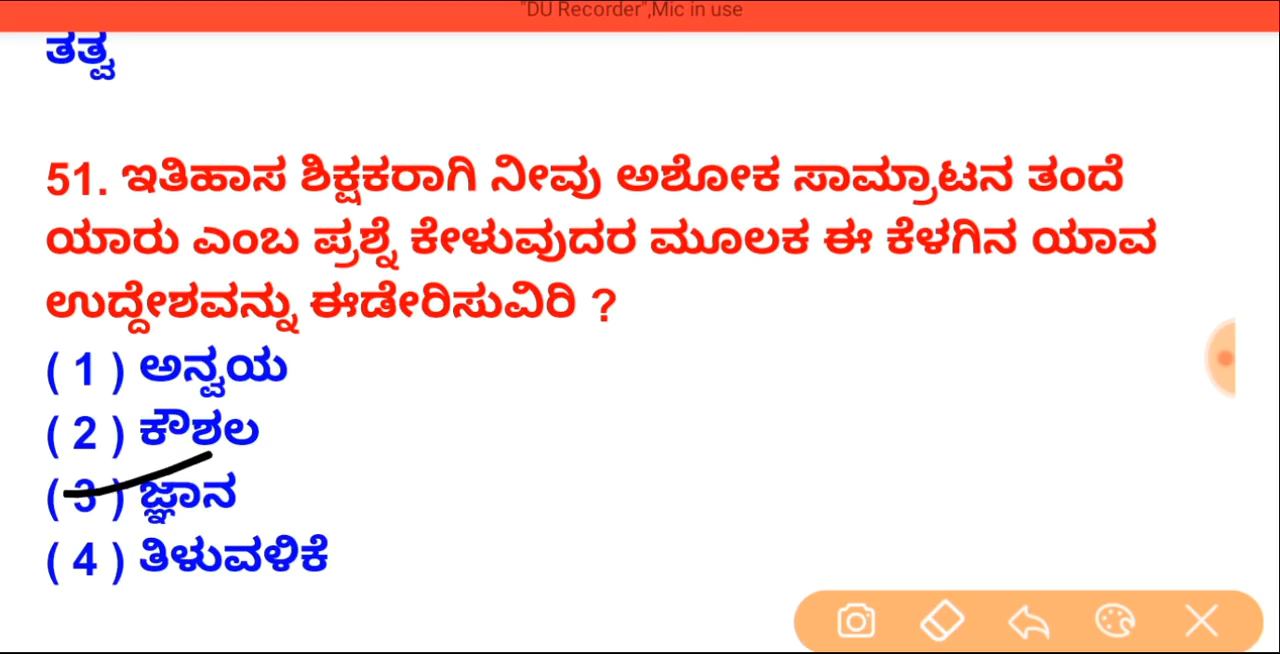 "DU Recorder",Mic in use
ತತ್ವ
51. ಇತಿಹಾಸ ಶಿಕ್ಷಕರಾಗಿ ನೀವು ಅಶೋಕ ಸಾಮ್ರಾಟನ ತಂದೆ
ಯಾರು ಎಂಬ ಪ್ರಶ್ನೆ ಕೇಳುವುದರ ಮೂಲಕ ಈ ಕೆಳಗಿನ ಯಾವ
ಉದ್ದೇಶವನ್ನು ಈಡೇರಿಸುವಿರಿ ?
( 1 ) ಅನ್ವಯ
( 2 ) ಕೌಶಲ
( 3 ) ಜ್ಞಾನ
( 4 ) ತಿಳುವಳಿಕೆ